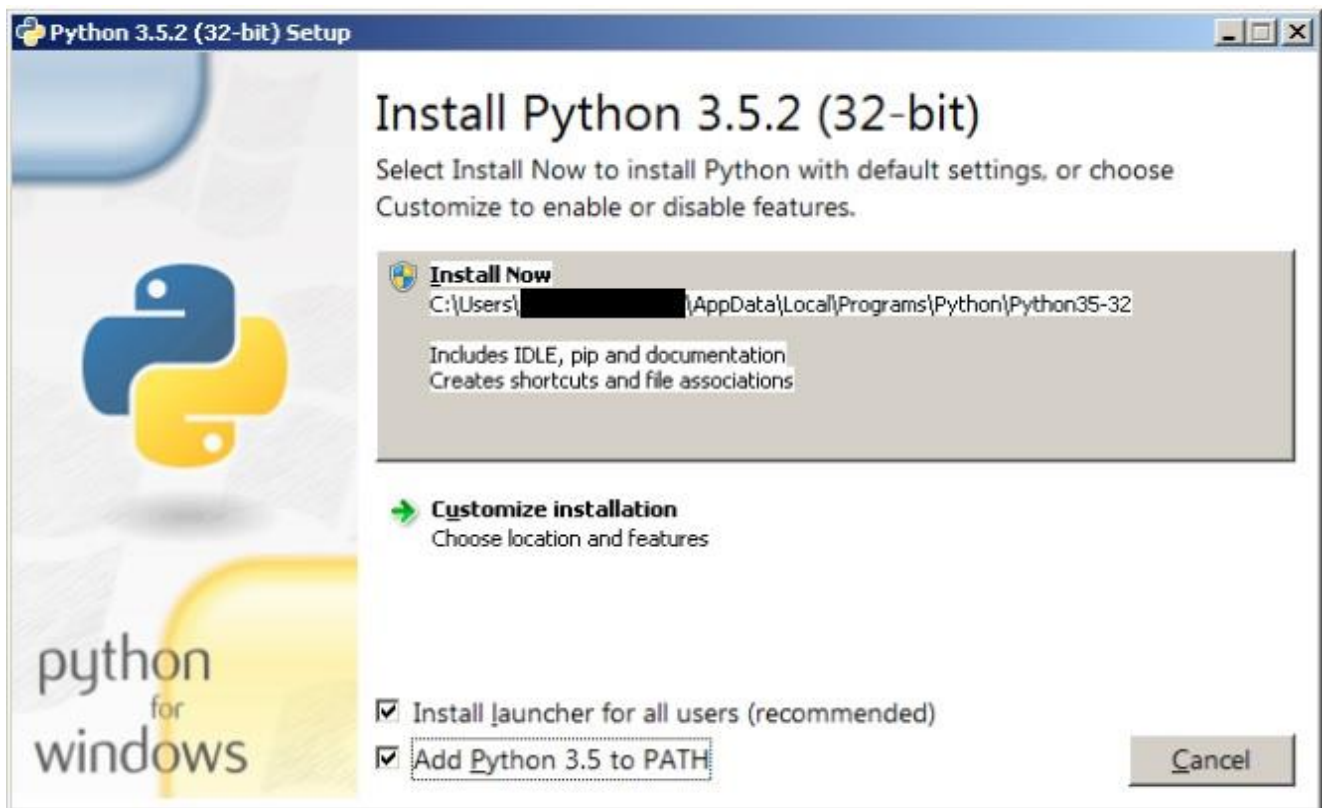 Python 3.5.2 (32-bit) Setup
Install Python 3.5.2 (32-bit)
Select Install Now to install Python with default settings, or choose
Customize to enable or disable features.
Install Now
C:\Users\ \AppData\Local\Programs\Python\Python35-32
Includes IDLE, pip and documentation
Creates shortcuts and file associations
Customize installation
Choose location and features
python
for
windows
Install launcher for all users (recommended)
Add Python 3.5 to PATH
Cancel